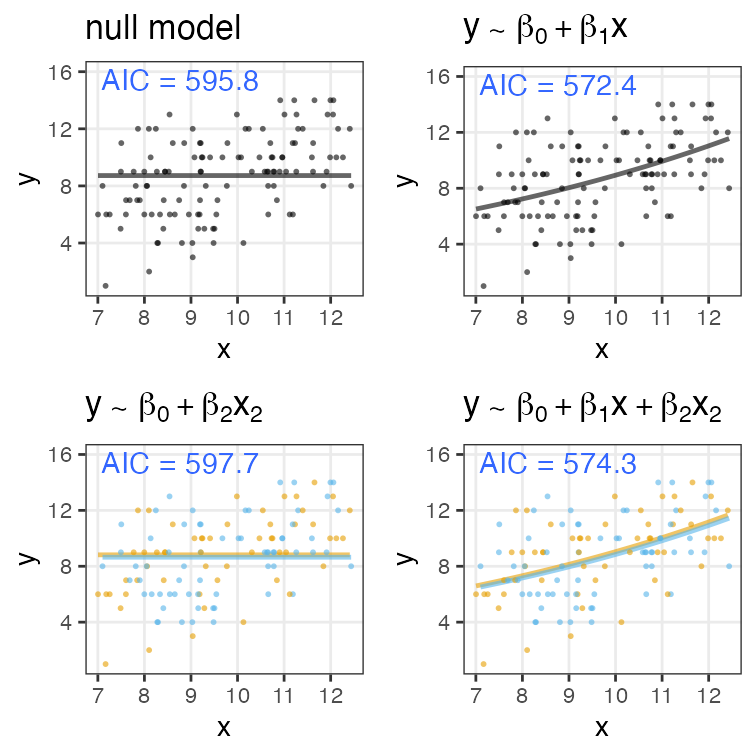 null model
AIC = 595.8
16
12
8
4
y
7 8 9 10 11 12
x
y ~ β₀ + β₁x
AIC = 572.4
16
12
8
4
y
7 8 9 10 11 12
x
y ~ β₀ + β₂x₂
AIC = 597.7
16
12
8
4
y
7 8 9 10 11 12
x
y ~ β₀ + β₁x + β₂x₂
AIC = 574.3
16
12
8
4
y
7 8 9 10 11 12
x